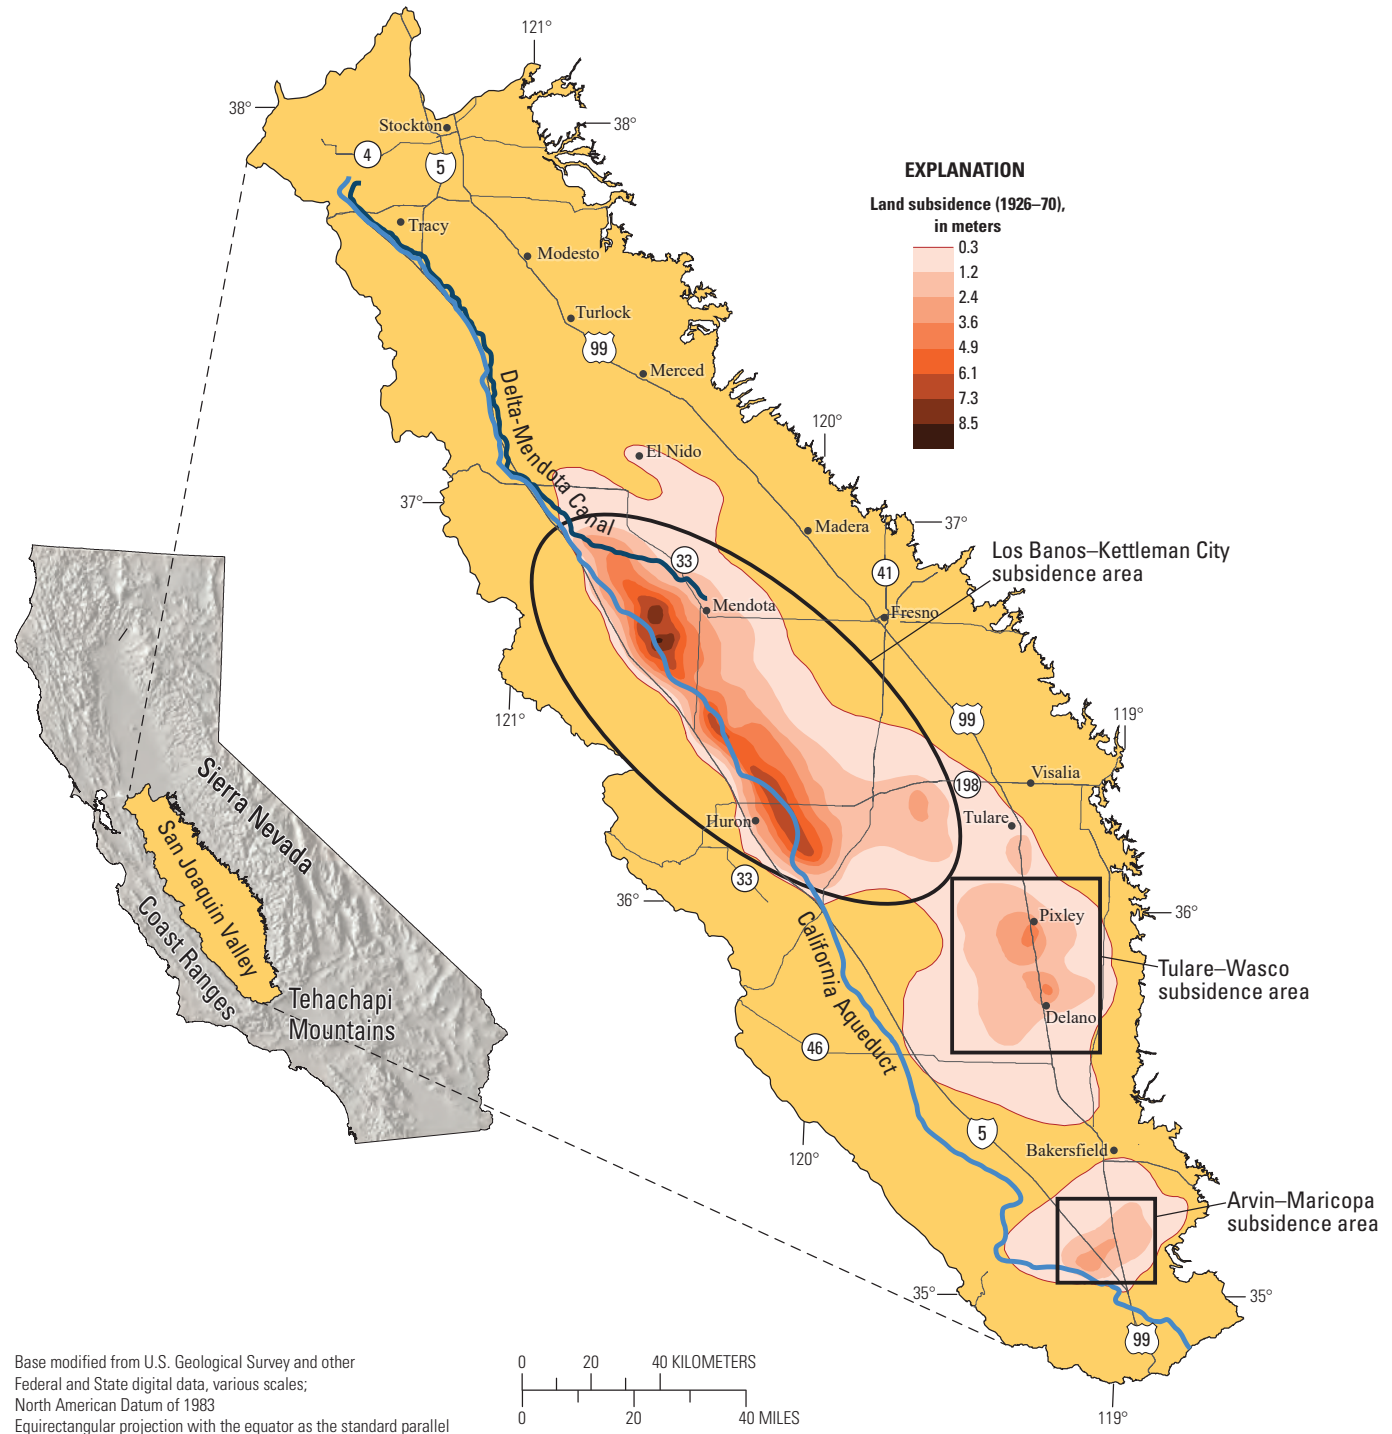 121°
38°
38°
Stockton
4
5
Tracy
Modesto
EXPLANATION
Land subsidence (1926–70),
in meters
0.3
1.2
2.4
3.6
4.9
6.1
7.3
8.5
Turlock
99
Merced
Delta-Mendota Canal
120°
El Nido
37°
Madera
37°
Los Banos–Kettleman City
subsidence area
33
41
Mendota
Fresno
121°
99
119°
Visalia
198
Tulare
Huron
33
36°
36°
Pixley
California Aqueduct
Tulare–Wasco
subsidence area
Delano
46
5
120°
Bakersfield
Arvin–Maricopa
subsidence area
35°
35°
99
119°
Sierra Nevada
San Joaquin Valley
Coast Ranges
Tehachapi
Mountains
Base modified from U.S. Geological Survey and other
Federal and State digital data, various scales;
North American Datum of 1983
Equirectangular projection with the equator as the standard parallel
0 20 40 KILOMETERS
0 20 40 MILES